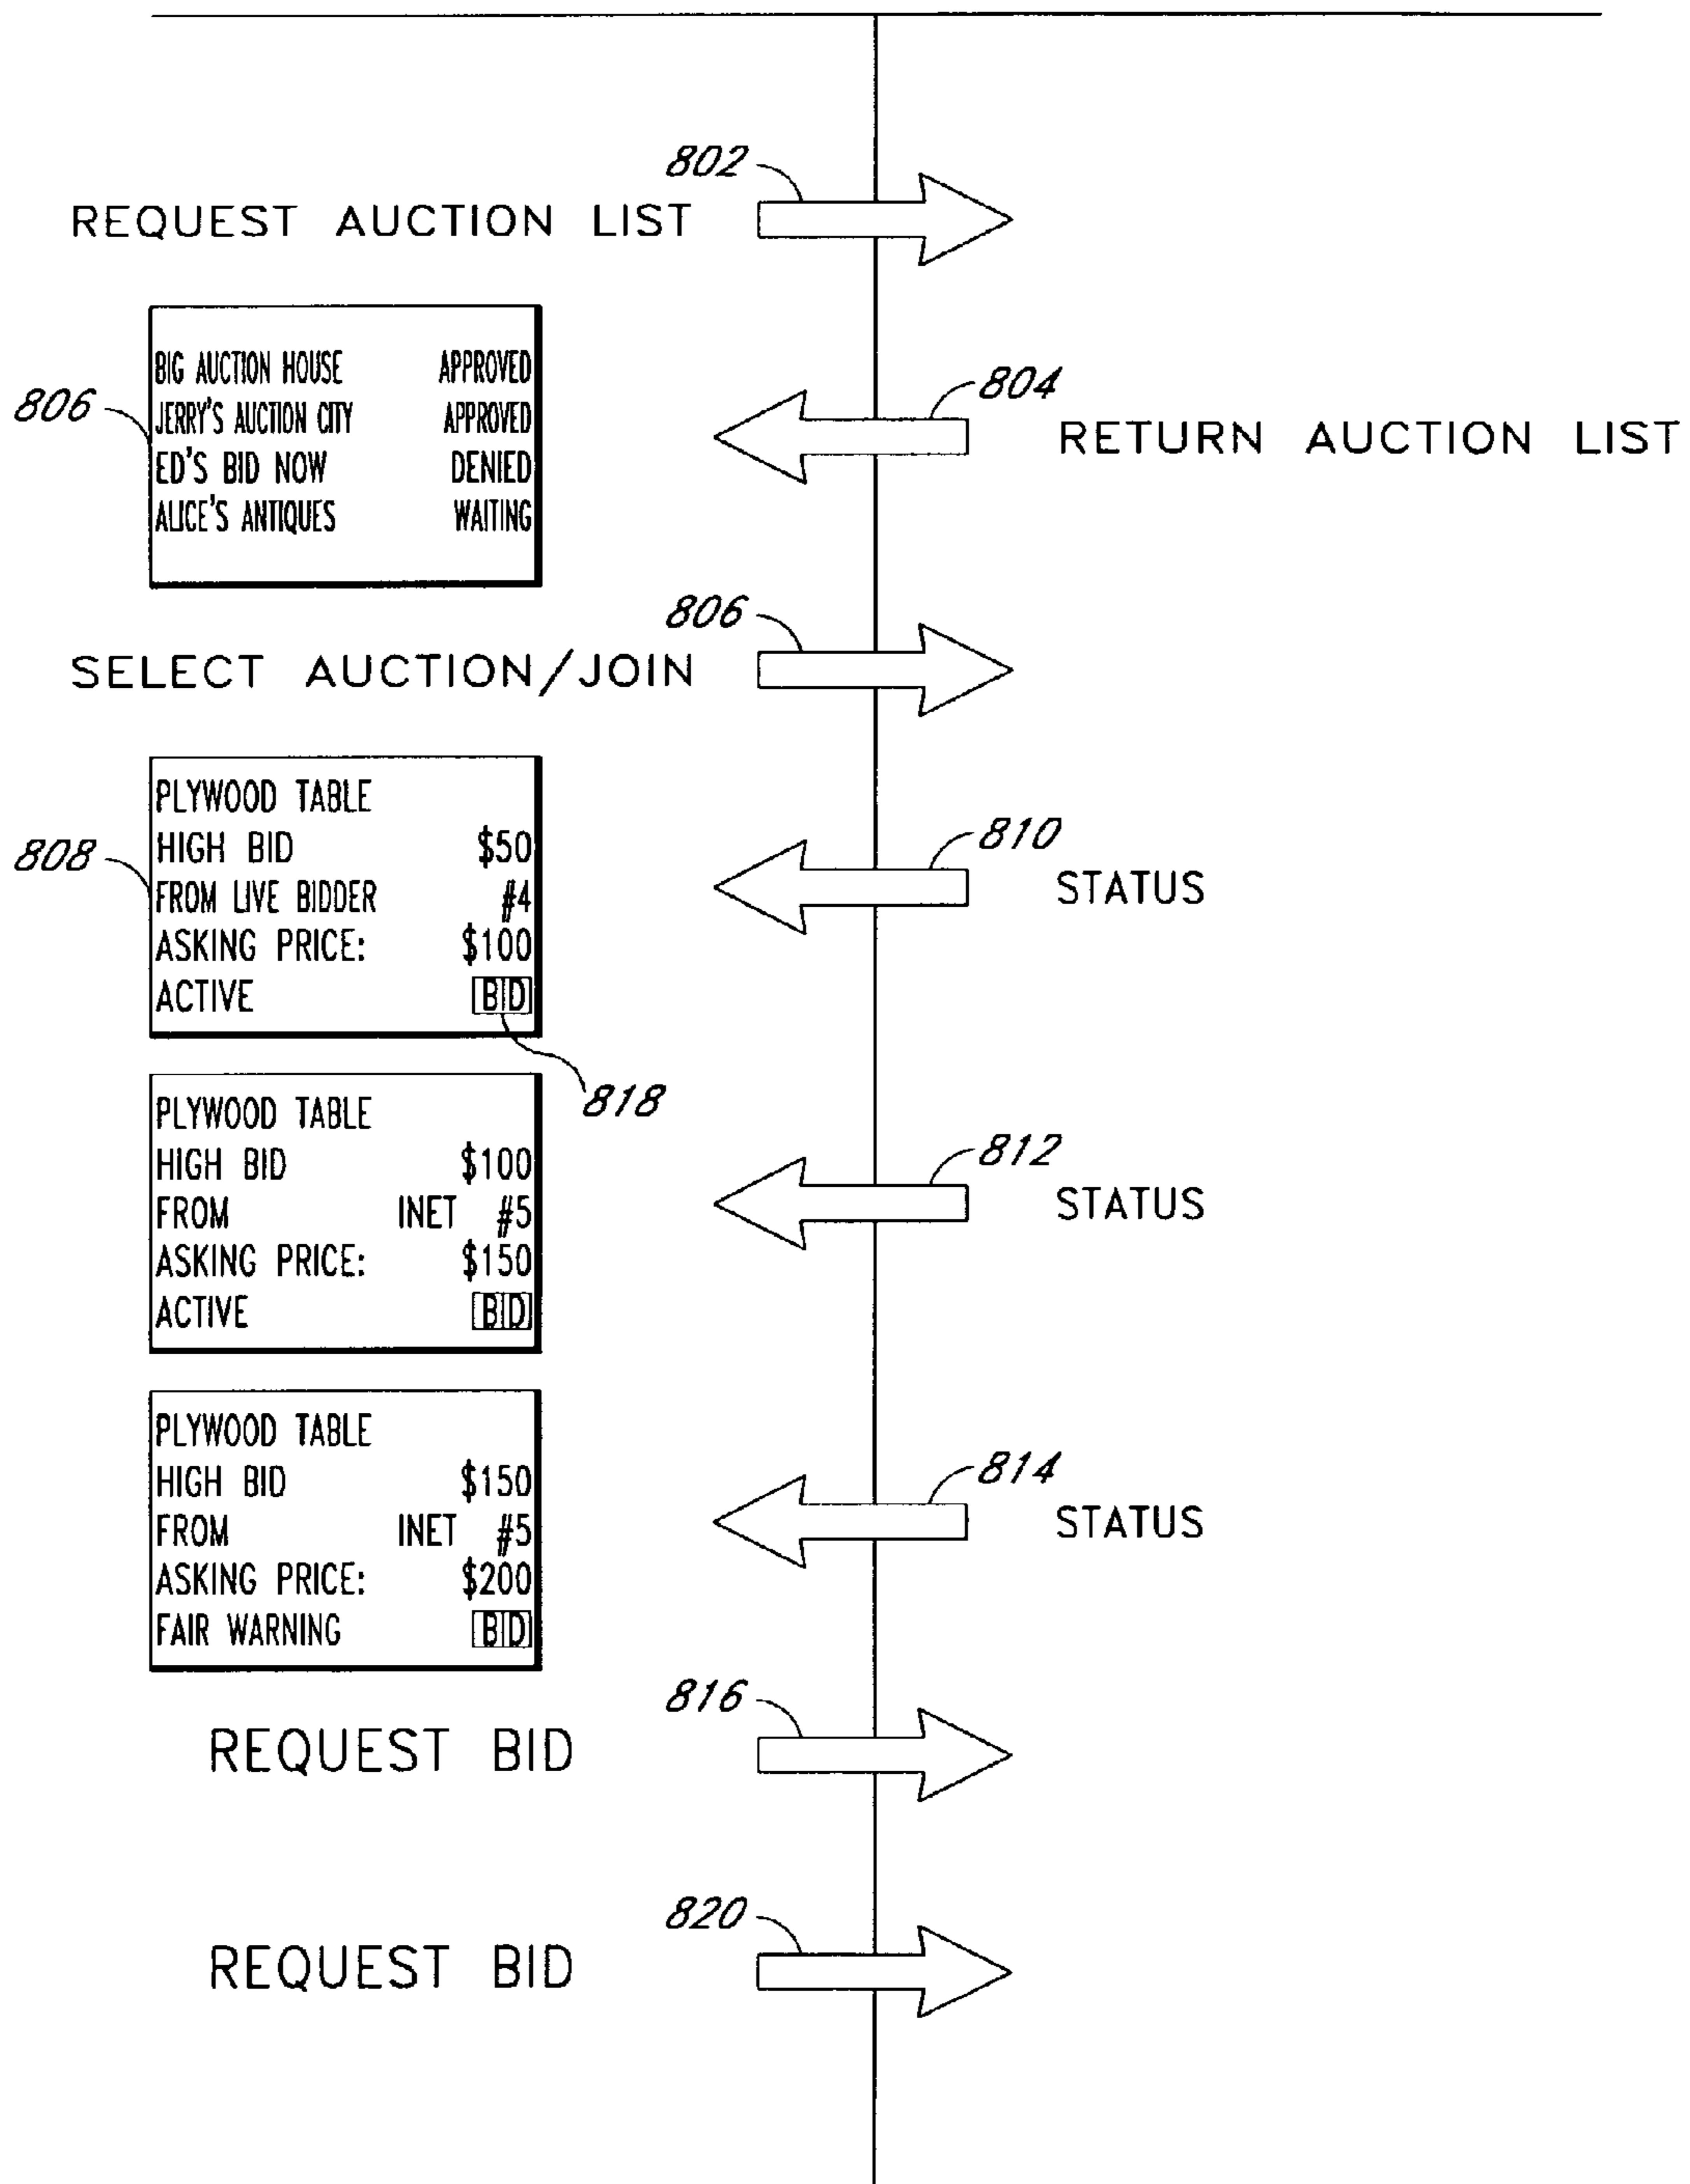 802
REQUEST AUCTION LIST
BIG AUCTION HOUSE APPROVED
JERRY'S AUCTION CITY APPROVED
ED'S BID NOW DENIED
ALICE'S ANTIQUES WAITING
806
804
RETURN AUCTION LIST
806
SELECT AUCTION/JOIN
PLYWOOD TABLE
HIGH BID $50
FROM LIVE BIDDER #4
ASKING PRICE: $100
ACTIVE BID
808
810
STATUS
818
PLYWOOD TABLE
HIGH BID $100
FROM INET #5
ASKING PRICE: $150
ACTIVE BID
812
STATUS
PLYWOOD TABLE
HIGH BID $150
FROM INET #5
ASKING PRICE: $200
FAIR WARNING BID
814
STATUS
816
REQUEST BID
820
REQUEST BID